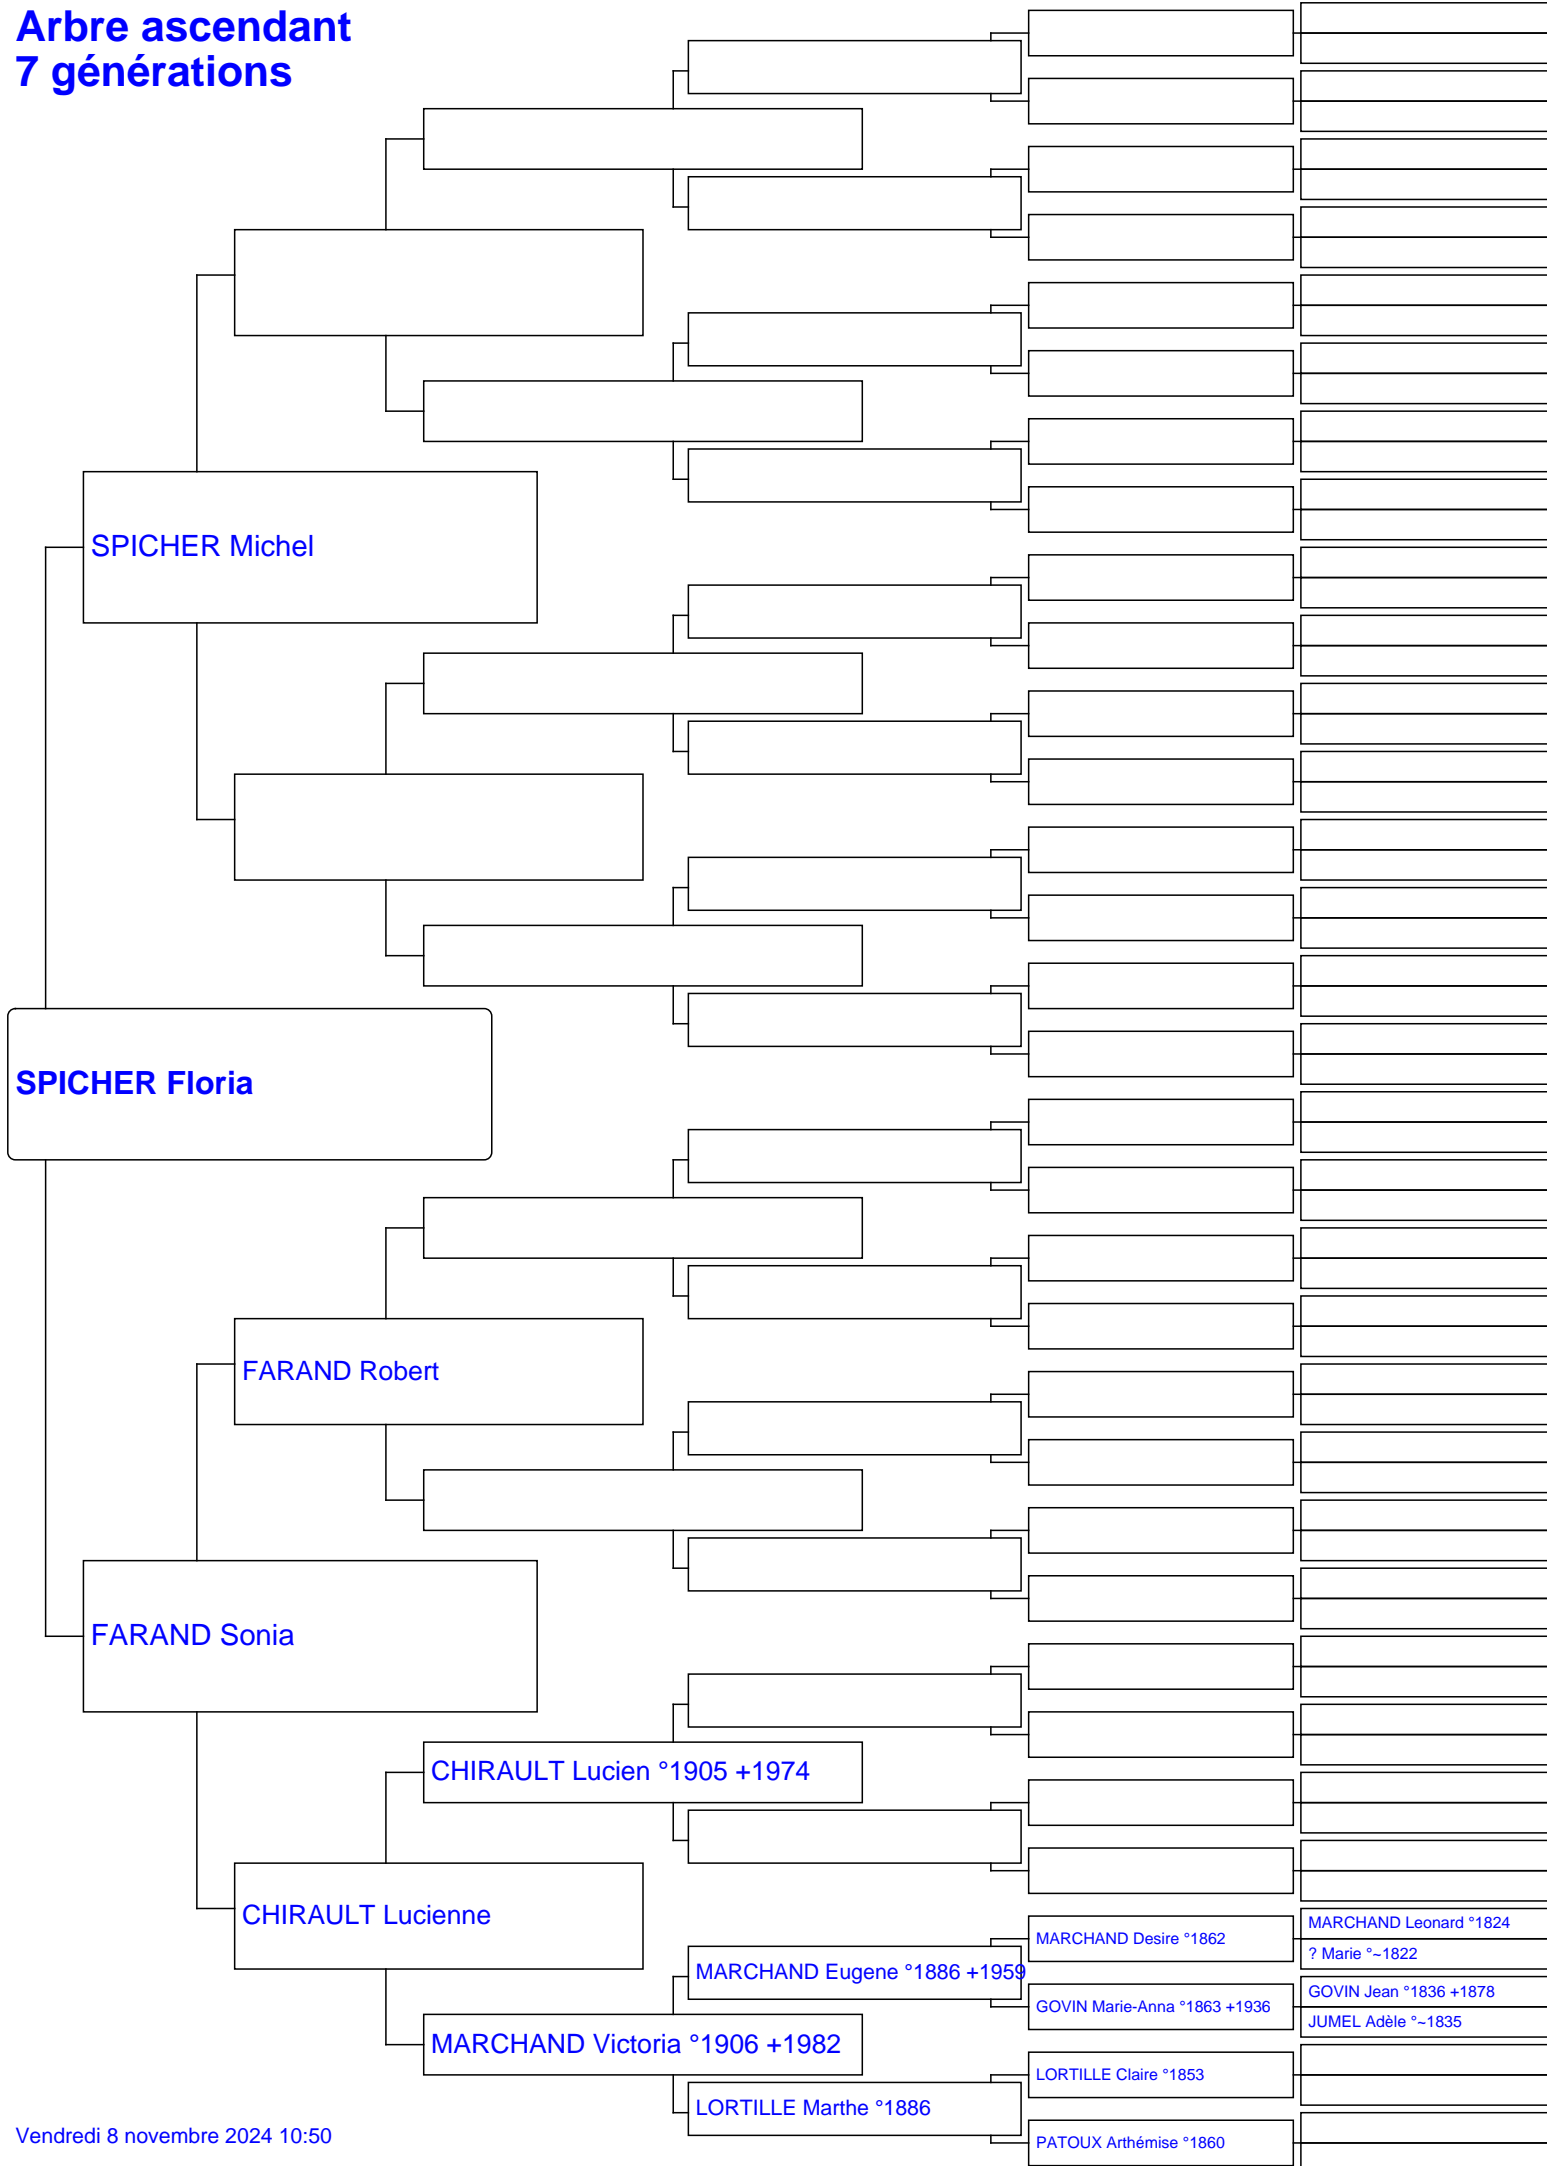 Arbre ascendant
7 générations
SPICHER Michel
SPICHER Floria
FARAND Robert
FARAND Sonia
CHIRAULT Lucien °1905 +1974
CHIRAULT Lucienne
MARCHAND Leonard °1824
MARCHAND Desire °1862
? Marie °~1822
MARCHAND Eugene °1886 +1959
GOVIN Jean °1836 +1878
GOVIN Marie-Anna °1863 +1936
JUMEL Adèle °~1835
MARCHAND Victoria °1906 +1982
LORTILLE Claire °1853
LORTILLE Marthe °1886
PATOUX Arthémise °1860
Vendredi 8 novembre 2024 10:50